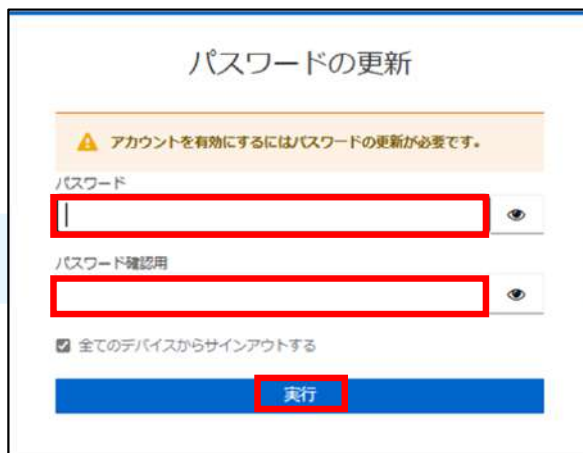 パスワードの更新
アカウントを有効にするにはパスワードの更新が必要です。
パスワード
パスワード確認用
全てのデバイスからサインアウトする
実行